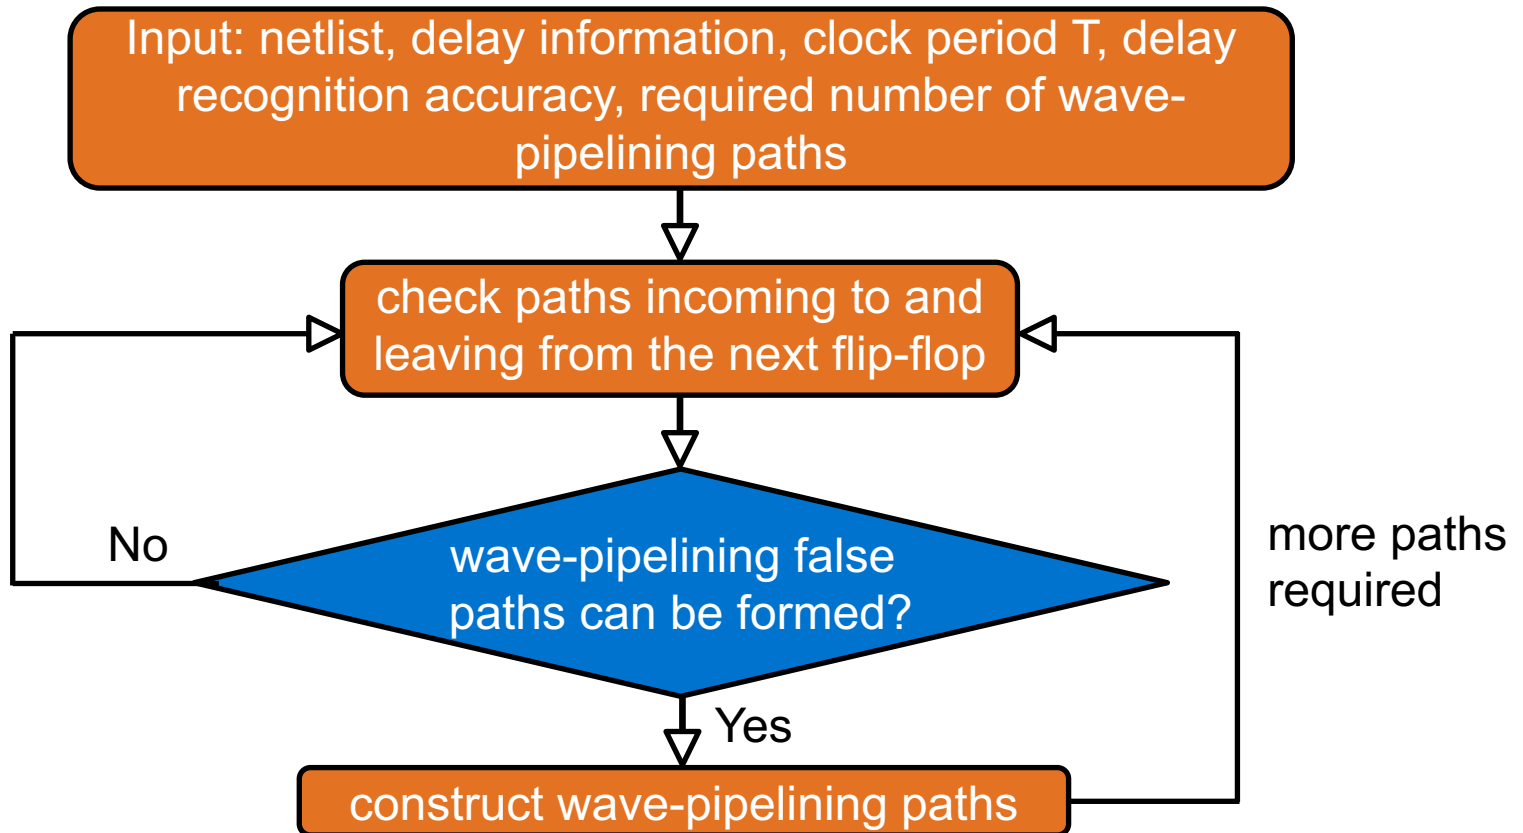 Input: netlist, delay information, clock period T, delay
recognition accuracy, required number of wave-
pipelining paths
check paths incoming to and
leaving from the next flip-flop
No
wave-pipelining false
paths can be formed?
more paths
required
Yes
construct wave-pipelining paths